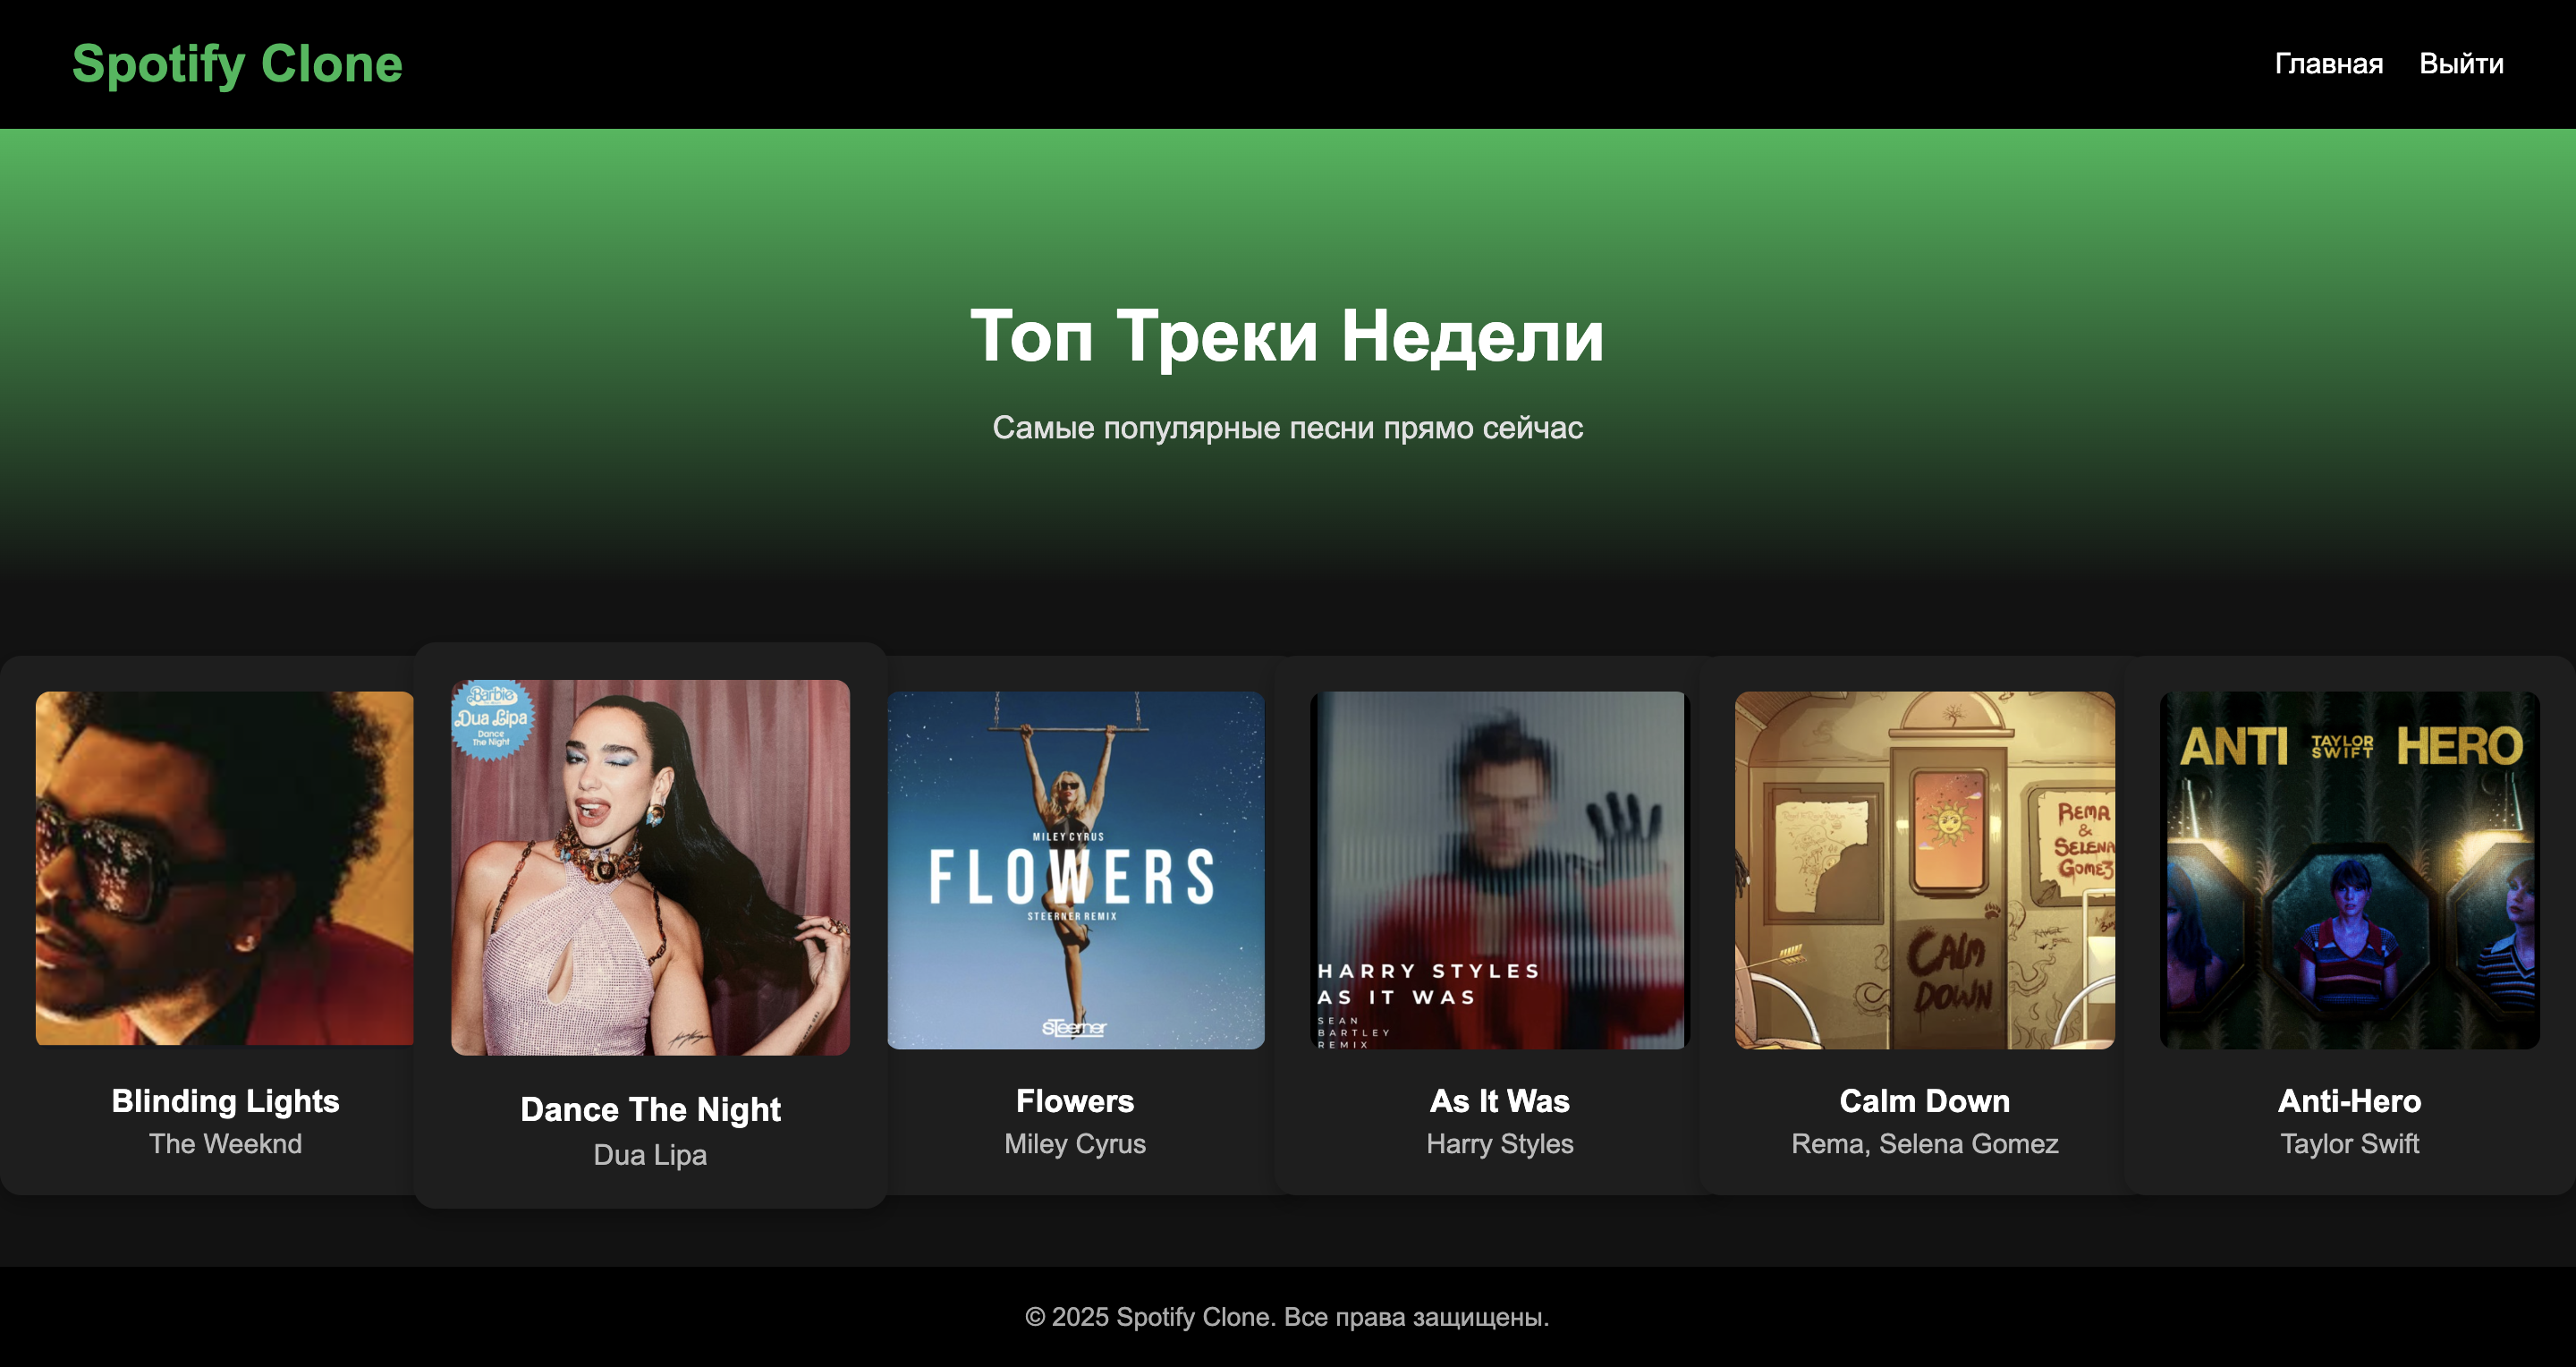 Spotify Clone
Главная Выйти
Топ Треки Недели
Самые популярные песни прямо сейчас
Barbie
Dua Lipa
Dance
The Night
MILEY CYRUS
FLOWERS
STEERNER REMIX
sTeerner
HARRY STYLES
AS IT WAS
SEAN
BARTLEY
REMIX
REMA
&
SELENA
GOMEZ
CALM
DOWN
ANTI TAYLOR SWIFT HERO
Blinding Lights
The Weeknd
Dance The Night
Dua Lipa
Flowers
Miley Cyrus
As It Was
Harry Styles
Calm Down
Rema, Selena Gomez
Anti-Hero
Taylor Swift
© 2025 Spotify Clone. Все права защищены.